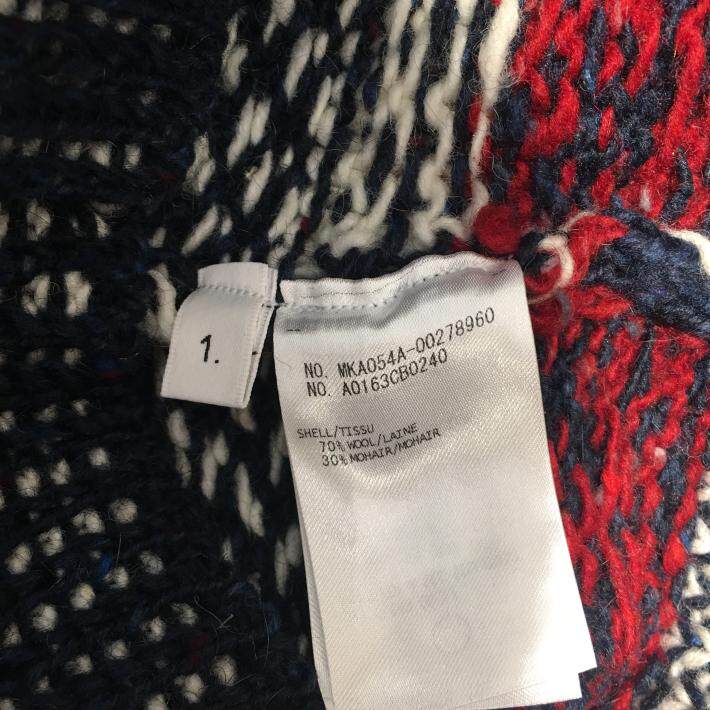 1.
NO. MKA054A-00278960
NO. A0163CB0240
SHELL/TISSU
70% WOOL/LAINE
30% MOHAIR/MOHAIR